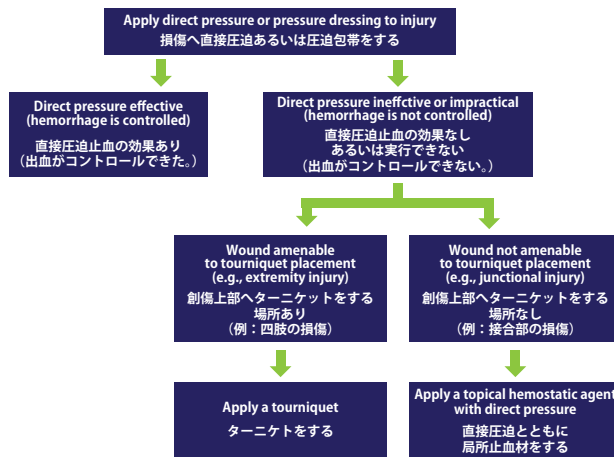 Apply direct pressure or pressure dressing to injury
損傷へ直接圧迫あるいは圧迫包帯をする
Direct pressure effective
(hemorrhage is controlled)
直接圧迫止血の効果あり
（出血がコントロールできた。）
Direct pressure ineffctive or impractical
(hemorrhage is not controlled)
直接圧迫止血の効果なし
あるいは実行できない
（出血がコントロールできない。）
Wound amenable
to tourniquet placement
(e.g., extremity injury)
創傷上部へターニケットをする
場所あり
（例：四肢の損傷）
Wound not amenable
to tourniquet placement
(e.g., junctional injury)
創傷上部へターニケットをする
場所なし
（例：接合部の損傷）
Apply a tourniquet
ターニケトをする
Apply a topical hemostatic agent
with direct pressure
直接圧迫とともに
局所止血材をする